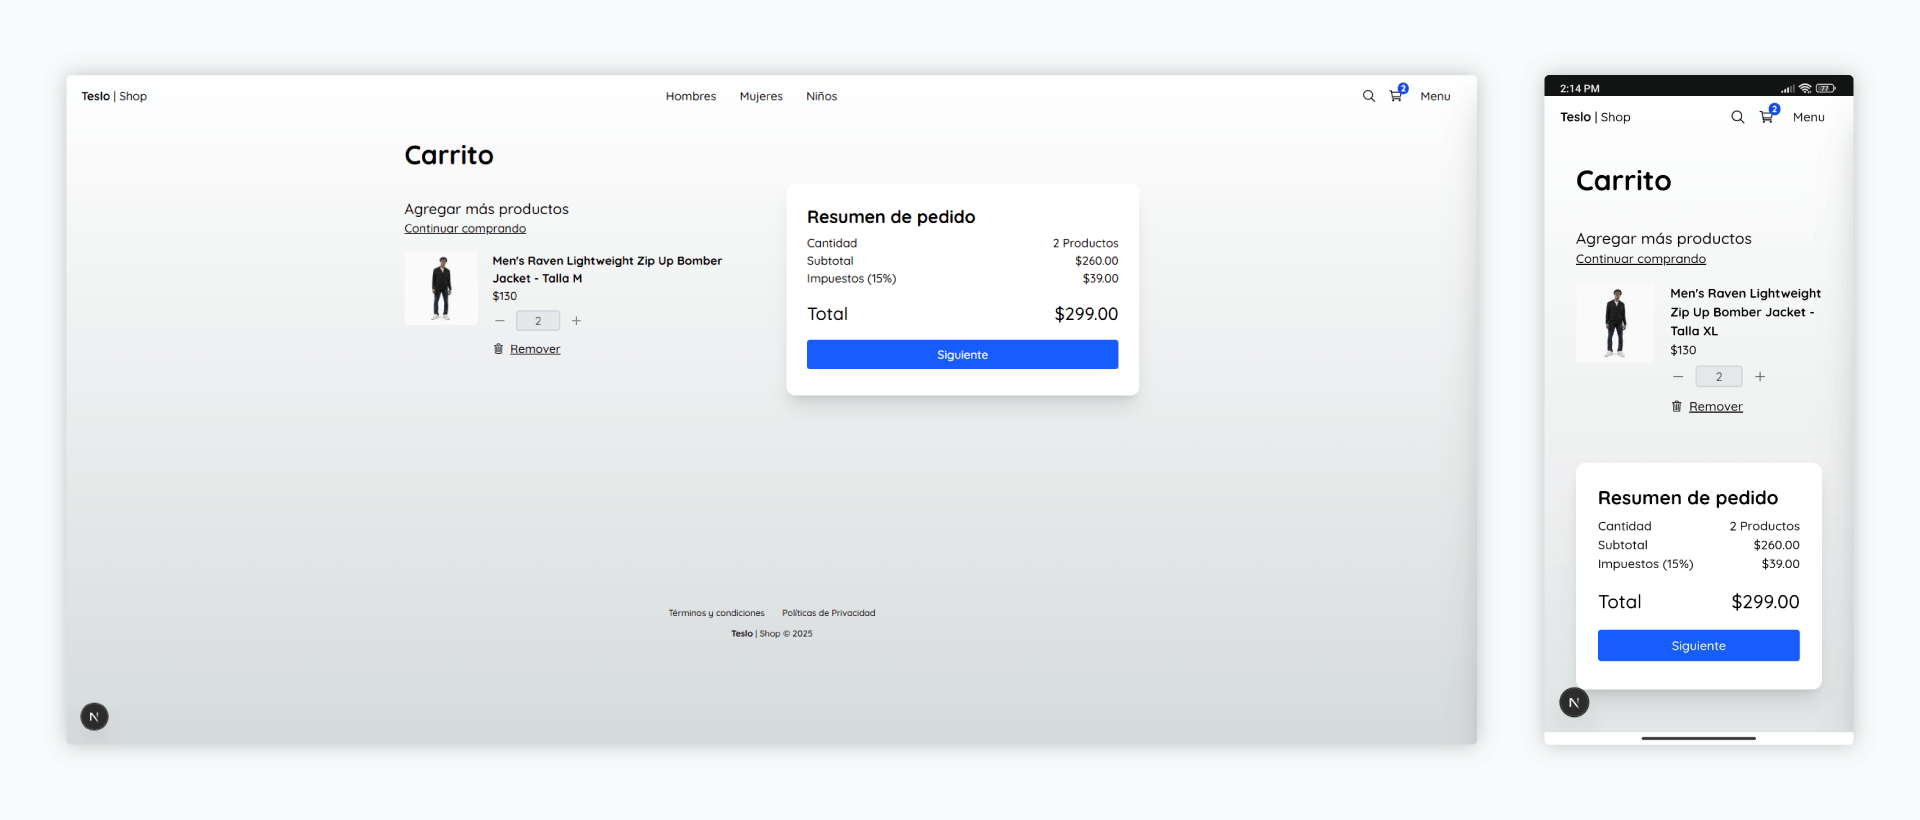 Teslo | Shop
Hombres Mujeres Niños
2
Menu
Carrito
Agregar más productos
Continuar comprando
Men's Raven Lightweight Zip Up Bomber
Jacket - Talla M
$130
− 2 +
Remover
Resumen de pedido
Cantidad 2 Productos
Subtotal $260.00
Impuestos (15%) $39.00
Total $299.00
Siguiente
Términos y condiciones Políticas de Privacidad
Teslo | Shop © 2025
N
2:14 PM 77
Teslo | Shop
2
Menu
Carrito
Agregar más productos
Continuar comprando
Men's Raven Lightweight
Zip Up Bomber Jacket -
Talla XL
$130
− 2 +
Remover
Resumen de pedido
Cantidad 2 Productos
Subtotal $260.00
Impuestos (15%) $39.00
Total $299.00
Siguiente
N